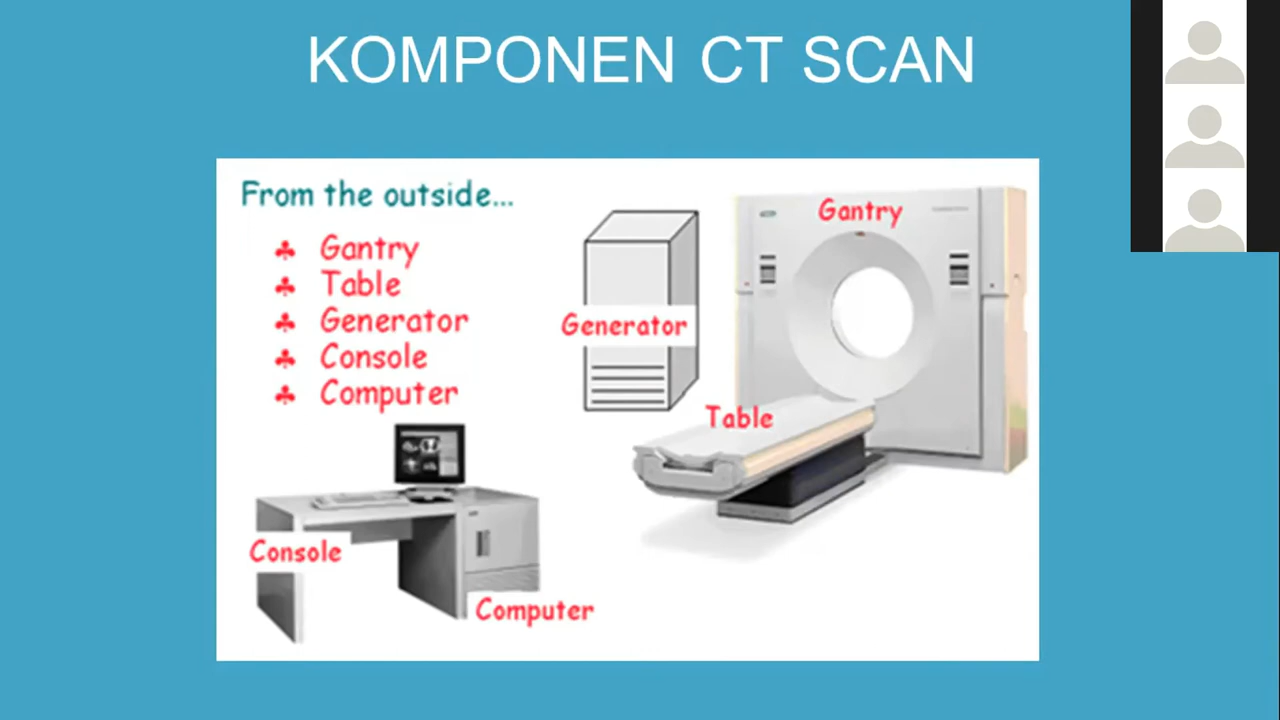 KOMPONEN CT SCAN
From the outside...
♣ Gantry
♣ Table
♣ Generator
♣ Console
♣ Computer
Gantry
Generator
Table
Console
Computer